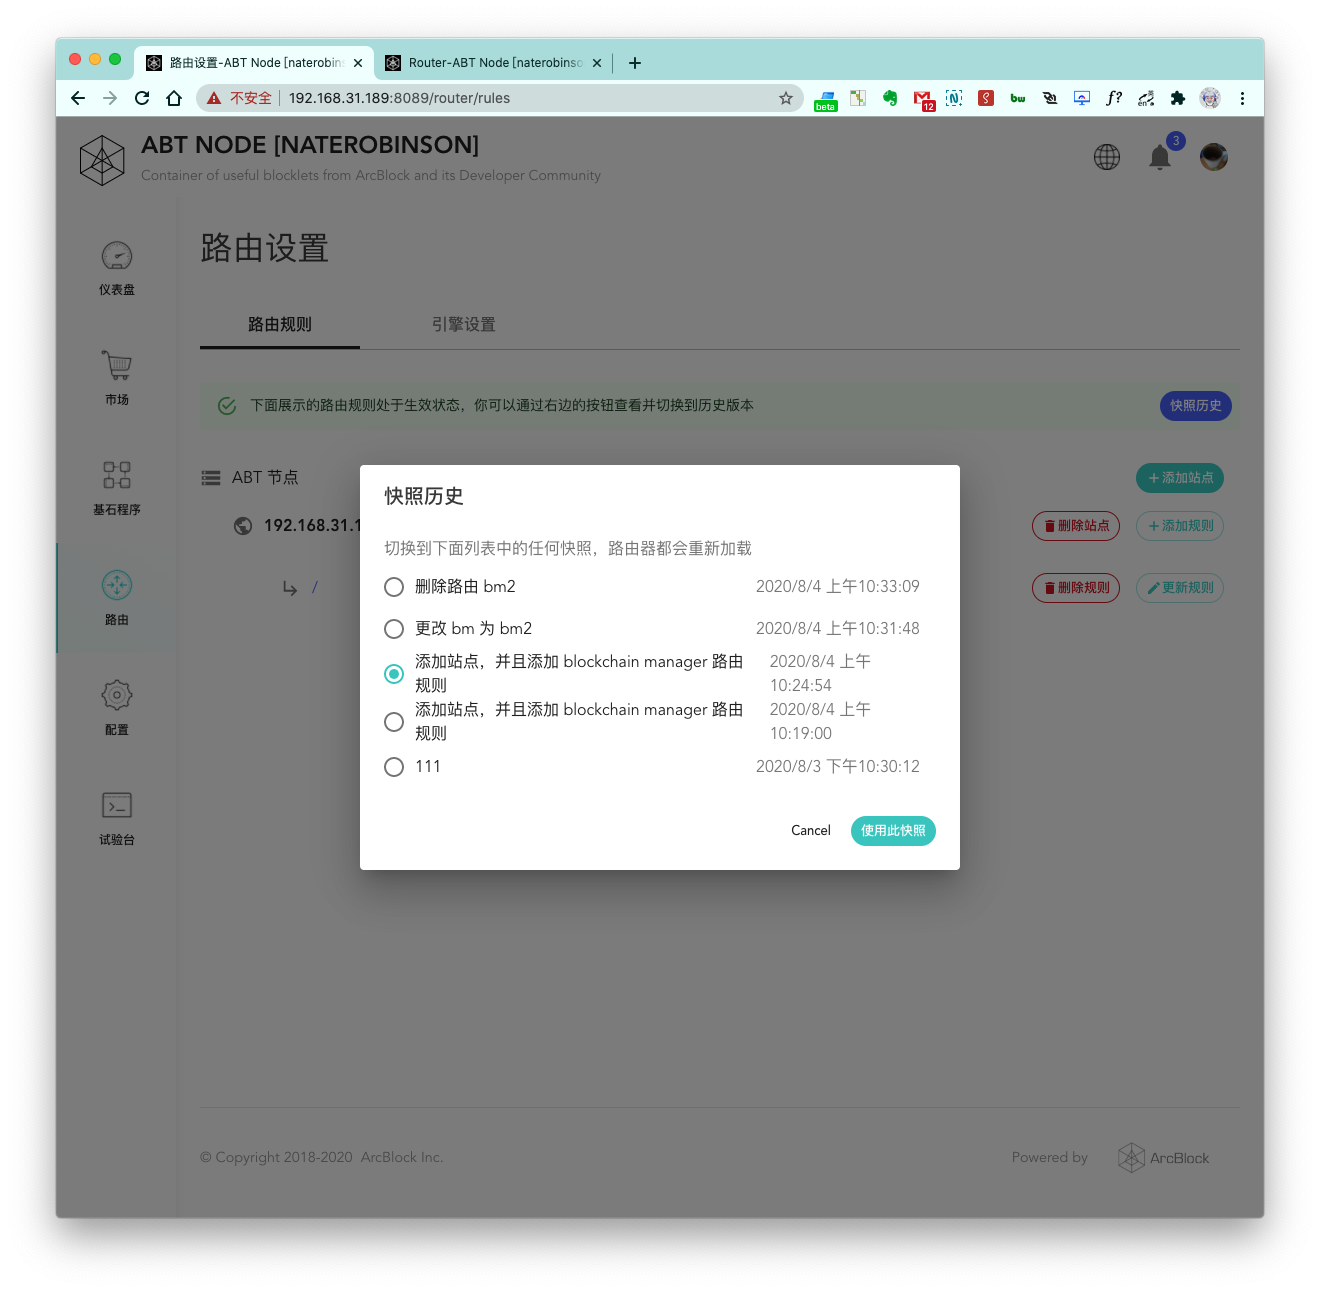 路由设置-ABT Node [naterobins
Router-ABT Node [naterobinso
不安全 192.168.31.189:8089/router/rules
beta
12
bw
f?
en
英
ABT NODE [NATEROBINSON]
Container of useful blocklets from ArcBlock and its Developer Community
3
仪表盘
市场
基石程序
路由
配置
试验台
路由设置
路由规则
引擎设置
下面展示的路由规则处于生效状态，你可以通过右边的按钮查看并切换到历史版本
快照历史
ABT 节点
添加站点
192.168.31.1
删除站点
添加规则
/
删除规则
更新规则
快照历史
切换到下面列表中的任何快照，路由器都会重新加载
删除路由 bm2 2020/8/4 上午10:33:09
更改 bm 为 bm2 2020/8/4 上午10:31:48
添加站点，并且添加 blockchain manager 路由 2020/8/4 上午
规则 10:24:54
添加站点，并且添加 blockchain manager 路由 2020/8/4 上午
规则 10:19:00
111 2020/8/3 下午10:30:12
Cancel
使用此快照
© Copyright 2018-2020 ArcBlock Inc.
Powered by
ArcBlock